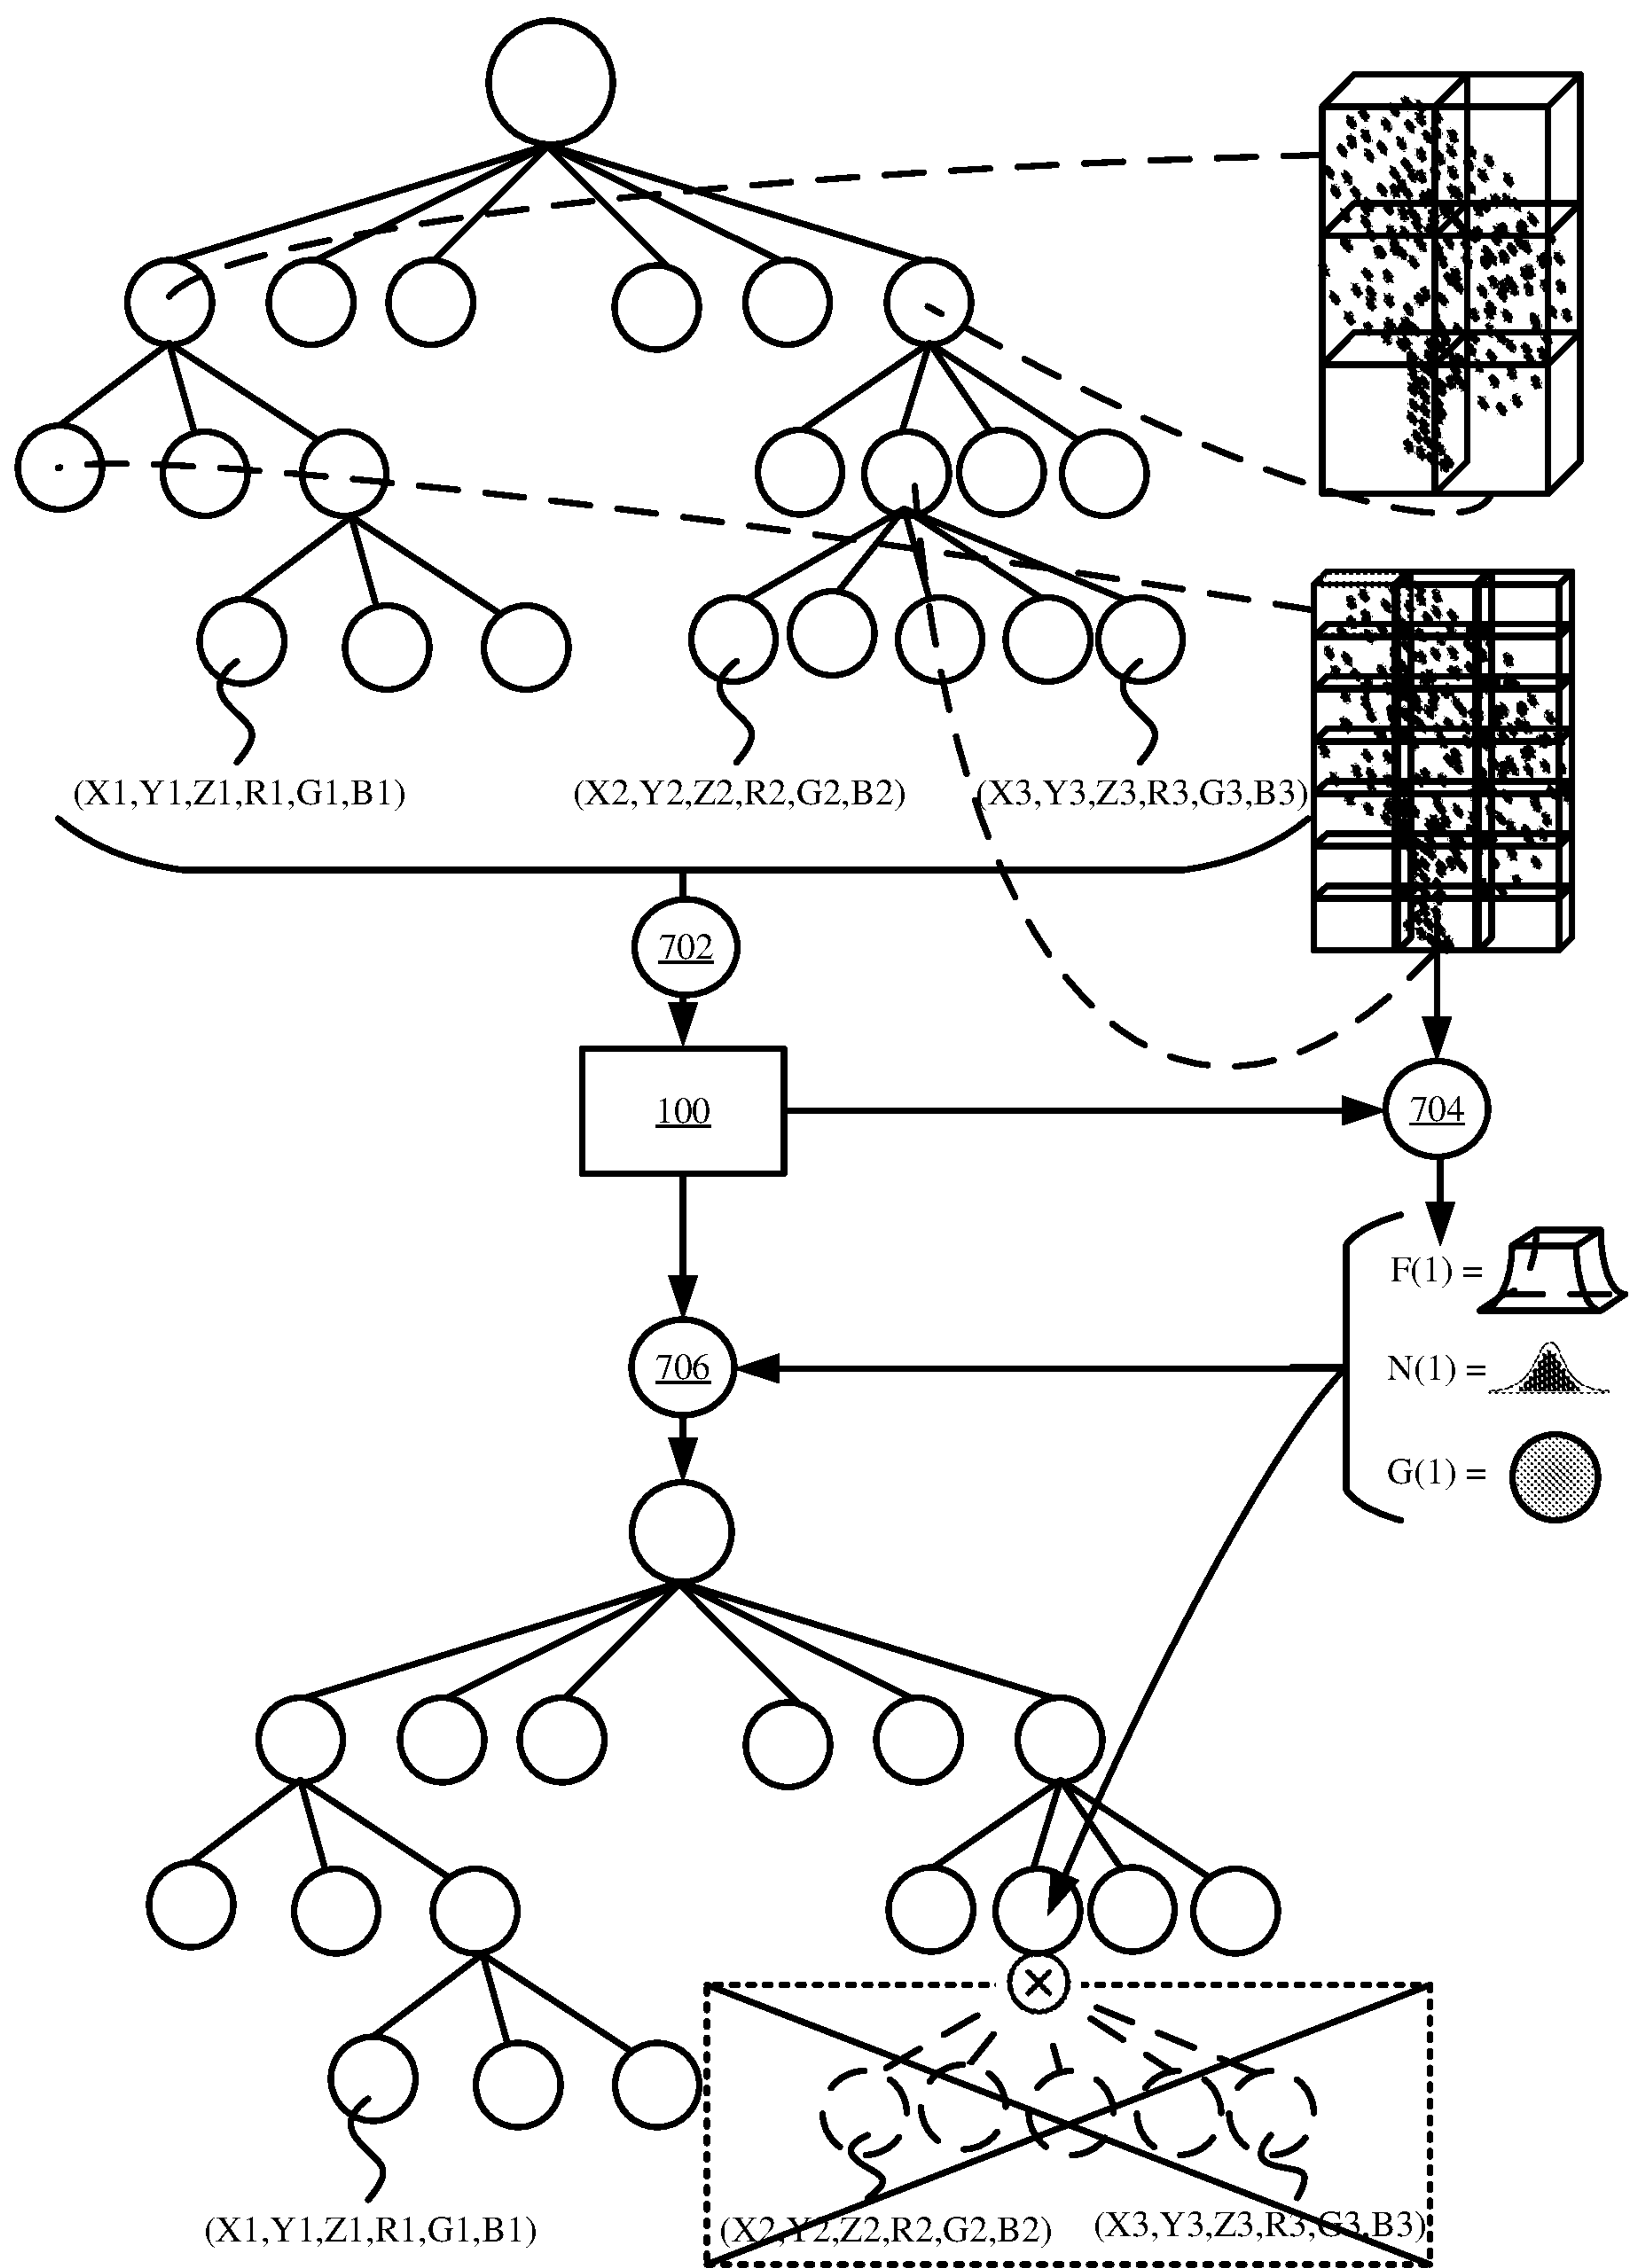 (X1,Y1,Z1,R1,G1,B1) (X2,Y2,Z2,R2,G2,B2) (X3,Y3,Z3,R3,G3,B3)
702
100
704
F(1) =
706
N(1) =
G(1) =
(X1,Y1,Z1,R1,G1,B1) (X2,Y2,Z2,R2,G2,B2) (X3,Y3,Z3,R3,G3,B3)